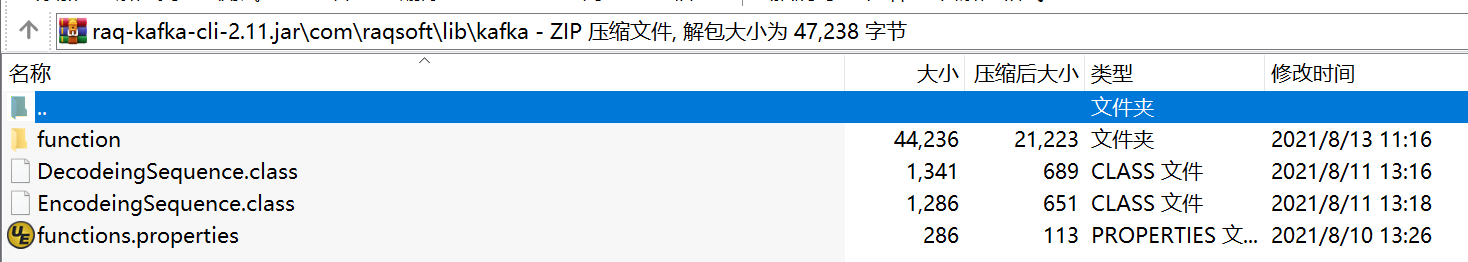 raq-kafka-cli-2.11.jar\com\raqsoft\lib\kafka - ZIP 压缩文件, 解包大小为 47,238 字节
名称 大小 压缩后大小 类型 修改时间
.. 文件夹
function 44,236 21,223 文件夹 2021/8/13 11:16
DecodeingSequence.class 1,341 689 CLASS 文件 2021/8/11 13:16
EncodeingSequence.class 1,286 651 CLASS 文件 2021/8/11 13:18
functions.properties 286 113 PROPERTIES 文... 2021/8/10 13:26